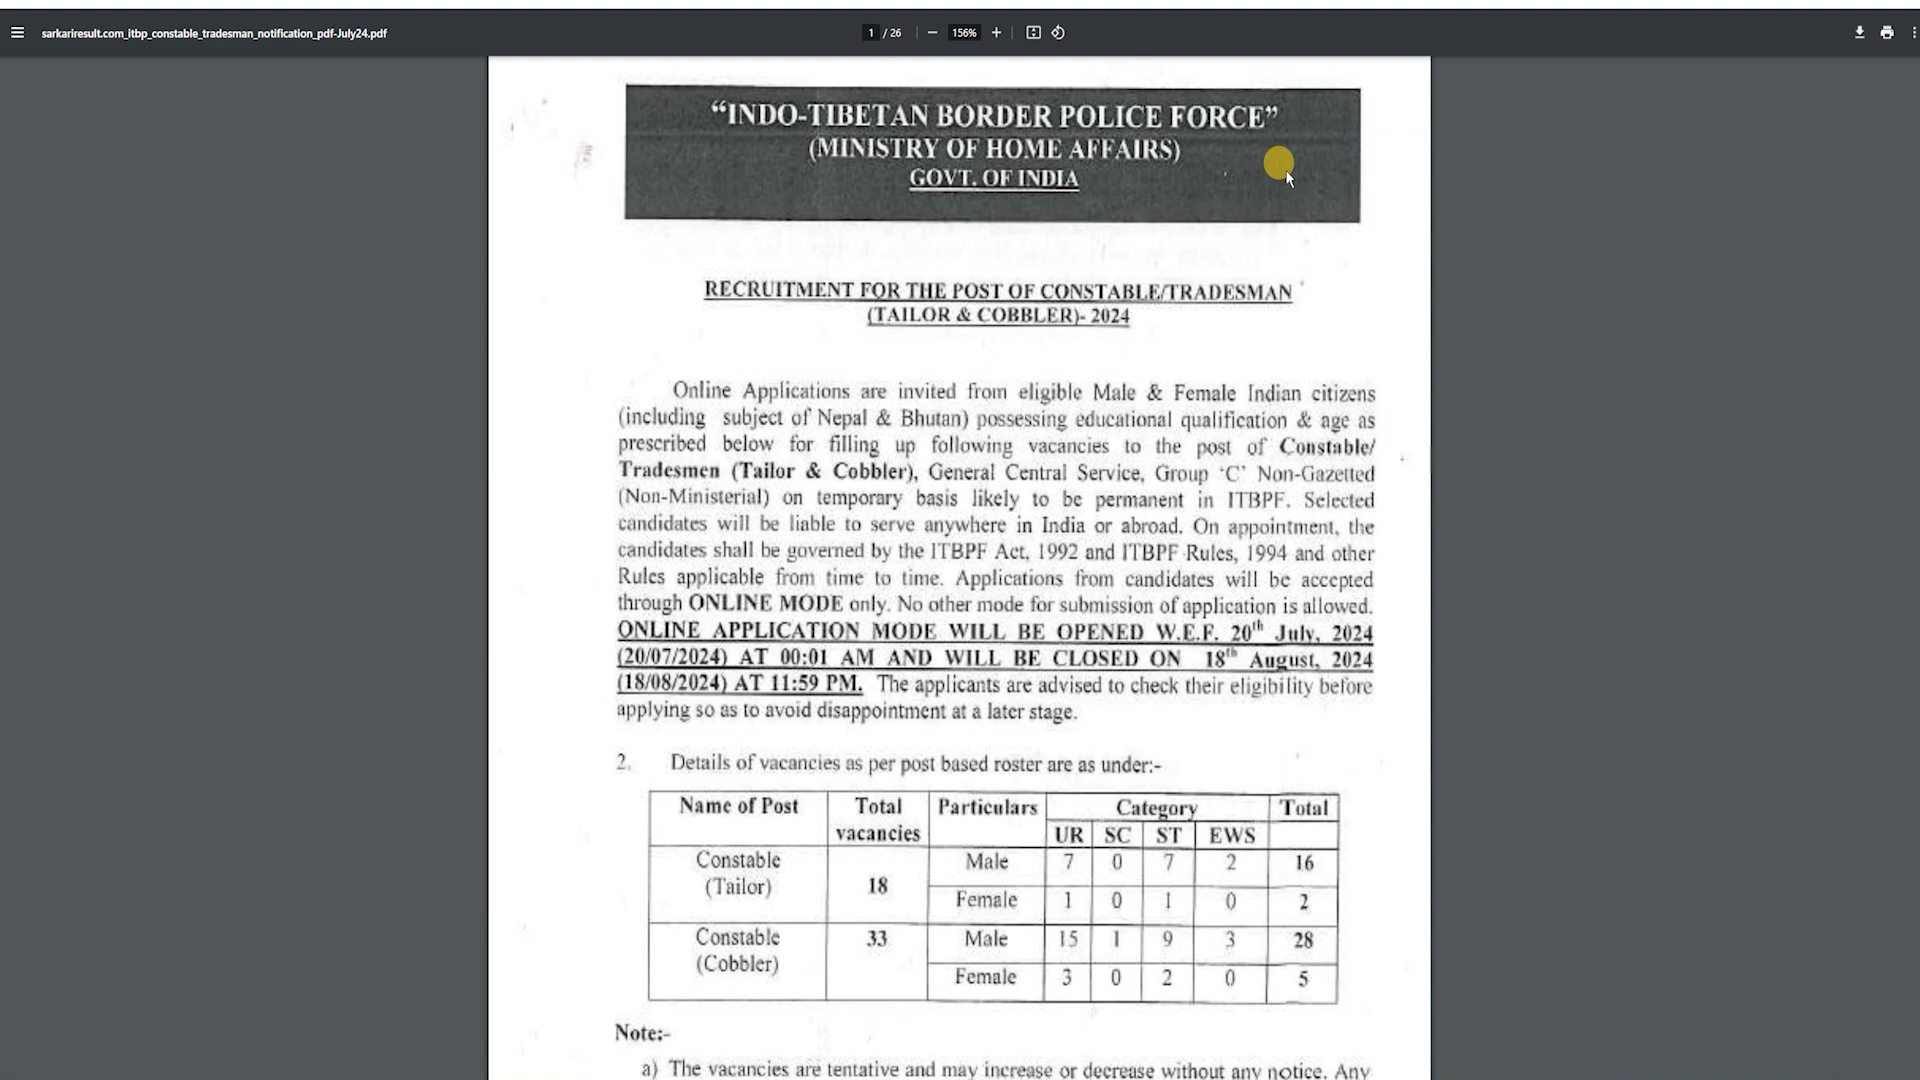 sarkariresult.com_itbp_constable_tradesman_notification_pdf-July24.pdf
1 / 26
156%
“INDO-TIBETAN BORDER POLICE FORCE”
(MINISTRY OF HOME AFFAIRS)
GOVT. OF INDIA
RECRUITMENT FOR THE POST OF CONSTABLE/TRADESMAN
(TAILOR & COBBLER)- 2024
Online Applications are invited from eligible Male & Female Indian citizens
(including subject of Nepal & Bhutan) possessing educational qualification & age as
prescribed below for filling up following vacancies to the post of Constable/
Tradesmen (Tailor & Cobbler), General Central Service, Group ‘C’ Non-Gazetted
(Non-Ministerial) on temporary basis likely to be permanent in ITBPF. Selected
candidates will be liable to serve anywhere in India or abroad. On appointment, the
candidates shall be governed by the ITBPF Act, 1992 and ITBPF Rules, 1994 and other
Rules applicable from time to time. Applications from candidates will be accepted
through ONLINE MODE only. No other mode for submission of application is allowed.
ONLINE APPLICATION MODE WILL BE OPENED W.E.F. 20th July, 2024
(20/07/2024) AT 00:01 AM AND WILL BE CLOSED ON 18th August, 2024
(18/08/2024) AT 11:59 PM. The applicants are advised to check their eligibility before
applying so as to avoid disappointment at a later stage.
2. Details of vacancies as per post based roster are as under:-
Name of Post Total vacancies Particulars Category Total
UR SC ST EWS
Constable (Tailor) 18 Male 7 0 7 2 16
Female 1 0 1 0 2
Constable (Cobbler) 33 Male 15 1 9 3 28
Female 3 0 2 0 5
Note:-
a) The vacancies are tentative and may increase or decrease without any notice. Any